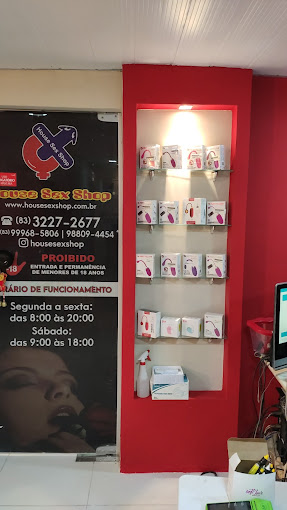 House Sex Shop
House Sex Shop
www.housesexshop.com.br
(83) 3227-2677
(83) 99968-5806 | 98809-4454
housesexshop
-18
PROIBIDO
ENTRADA E PERMANÊNCIA
DE MENORES DE 18 ANOS
HORÁRIO DE FUNCIONAMENTO
Segunda a sexta:
das 8:00 às 20:00
Sábado:
das 9:00 às 18:00